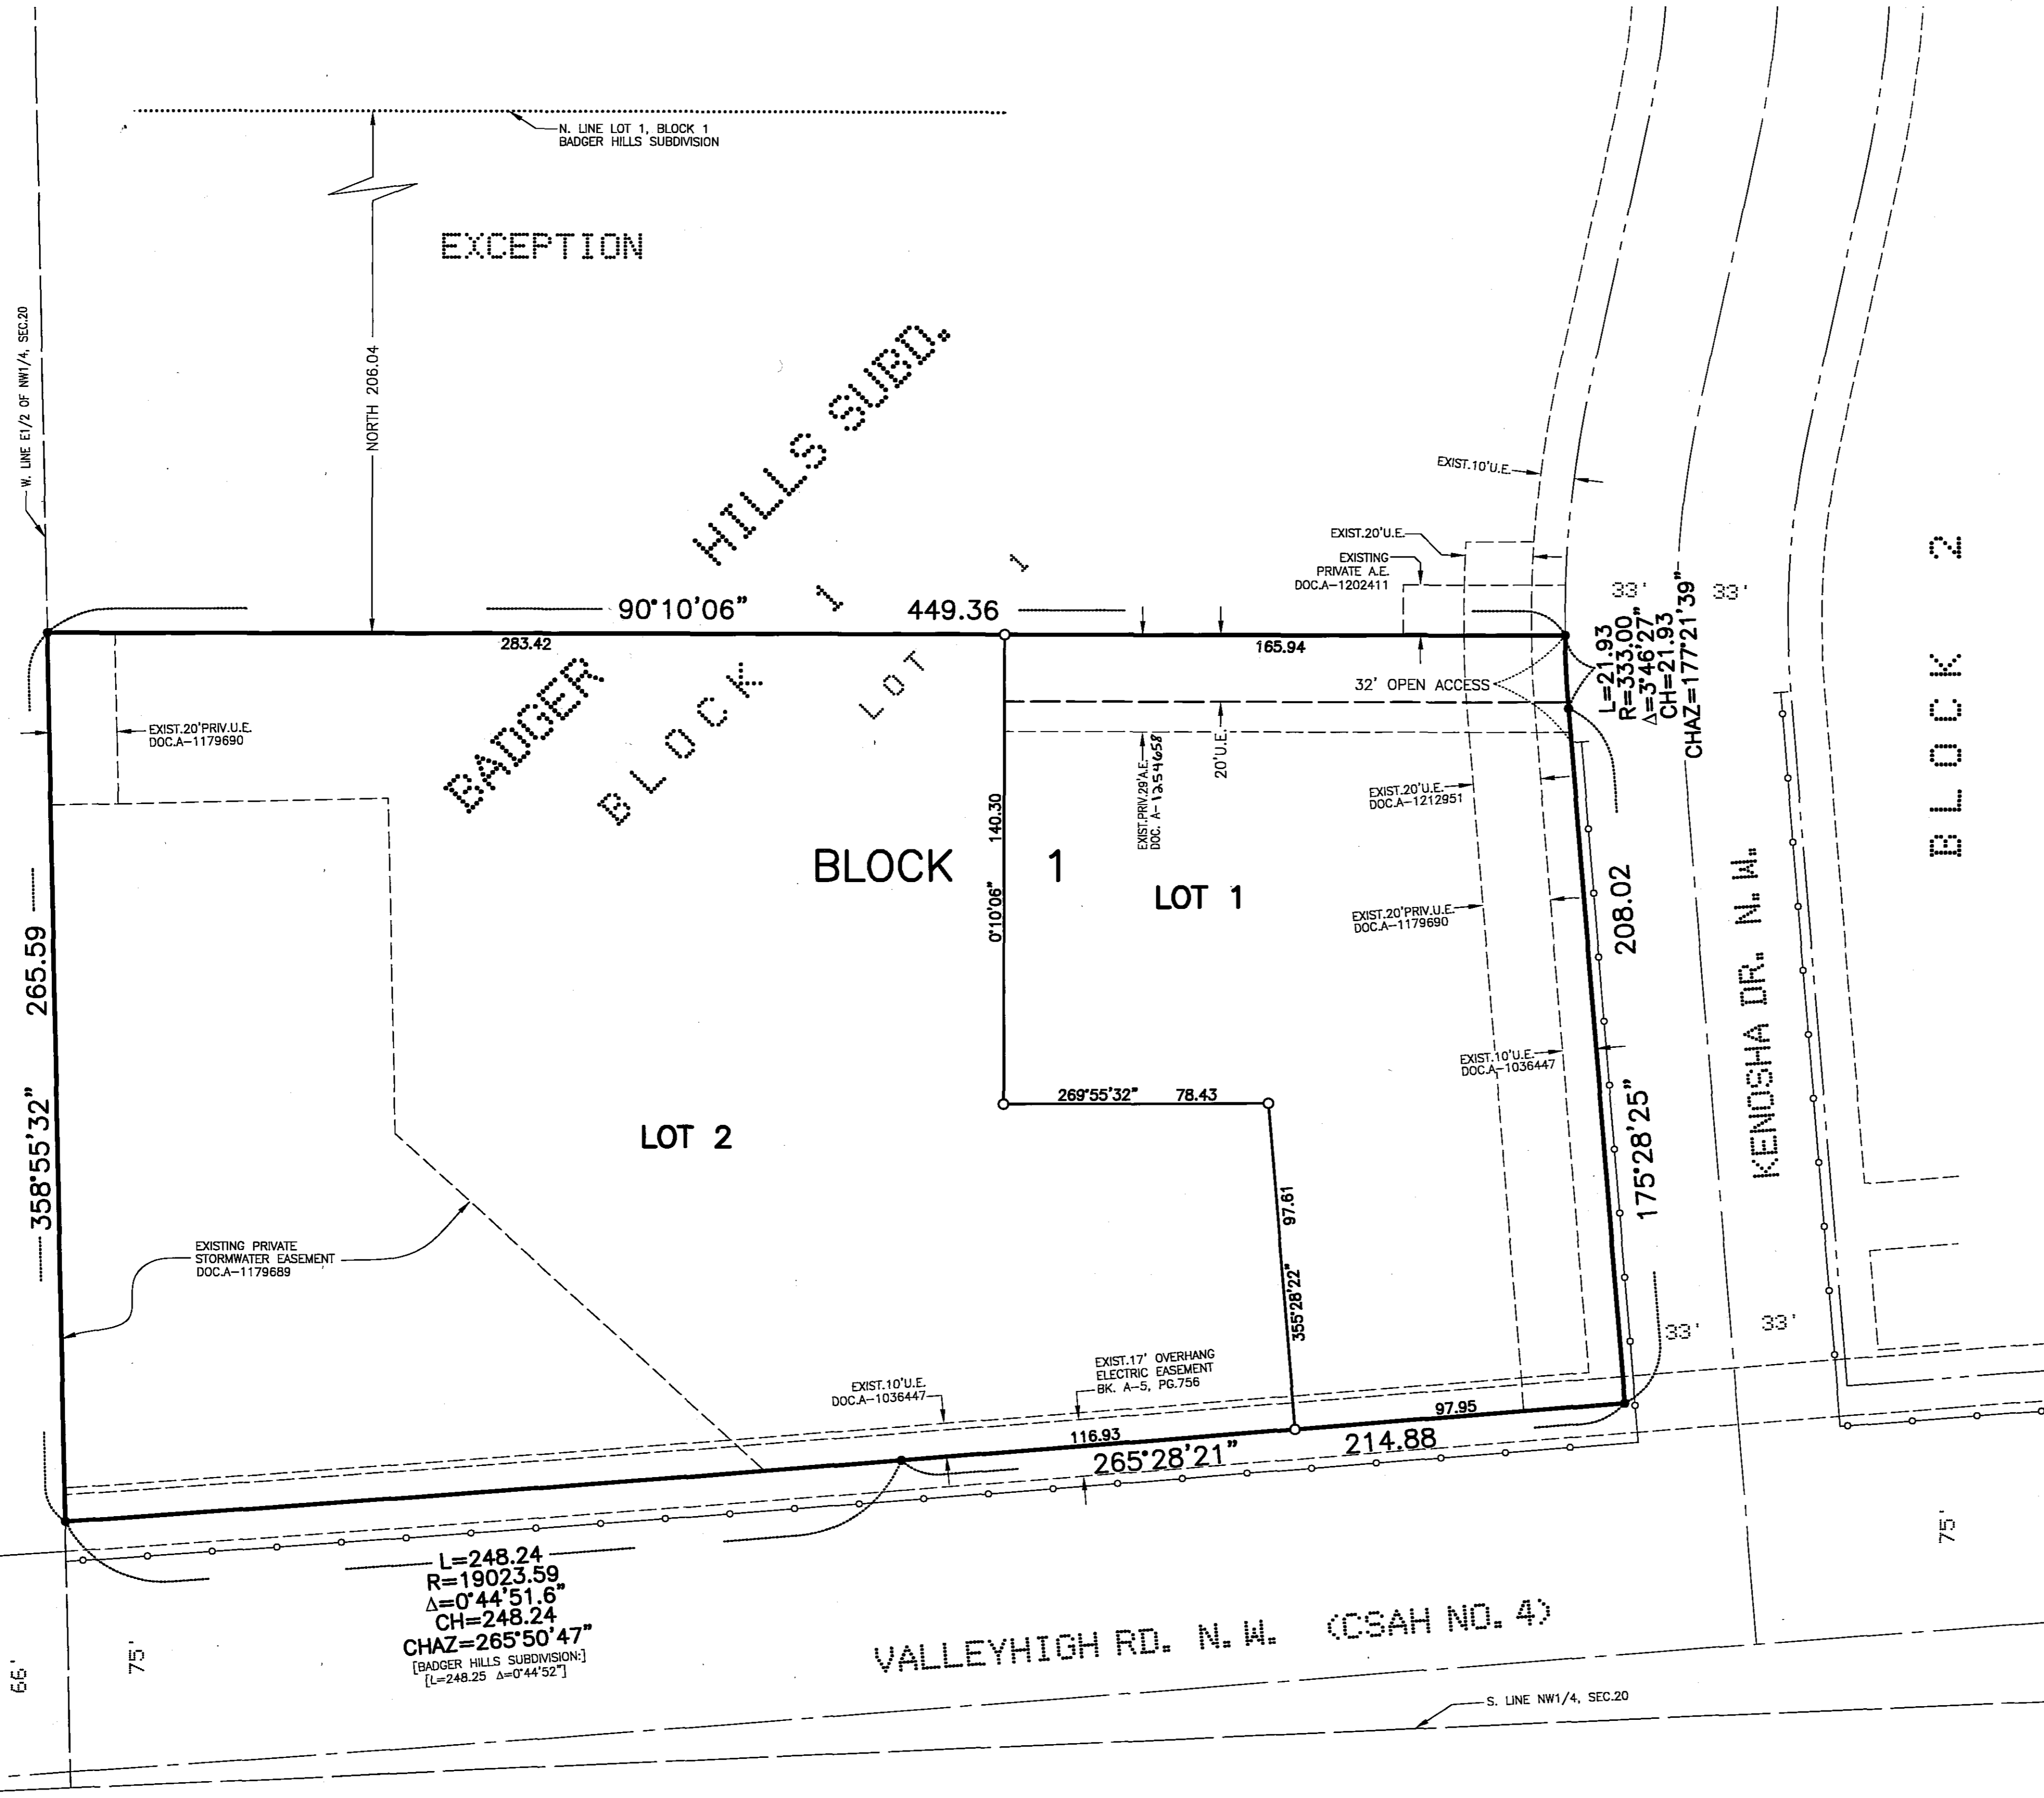 N. LINE LOT 1, BLOCK 1
BADGER HILLS SUBDIVISION
EXCEPTION
W. LINE E1/2 OF NW1/4, SEC.20
NORTH 206.04
BADGER HILLS SUBD.
BLOCK 1
LOT 1
EXIST.10'U.E.
EXIST.20'U.E.
EXISTING
PRIVATE A.E.
DOC.A-1202411
33' 33'
BLOCK 2
90°10'06" 449.36
283.42
165.94
32' OPEN ACCESS
L=21.93
R=333.00
Δ=3°46'27"
CH=21.93
CHAZ=177°21'39"
EXIST.20'PRIV.U.E.
DOC.A-1179690
EXIST.PRIV.29'A.E.
DOC. A-1254658
20'U.E.
EXIST.20'U.E.
DOC.A-1212951
0°10'06" 140.30
BLOCK 1
LOT 1
EXIST.20'PRIV.U.E.
DOC.A-1179690
208.02
175°28'25"
KENOSHA DR. N. W.
358°55'32" 265.59
EXIST.10'U.E.
DOC.A-1036447
269°55'32" 78.43
LOT 2
355°28'22" 97.61
EXISTING PRIVATE
STORMWATER EASEMENT
DOC.A-1179689
33' 33'
EXIST.17' OVERHANG
ELECTRIC EASEMENT
BK. A-5, PG.756
EXIST.10'U.E.
DOC.A-1036447
116.93
97.95
265°28'21" 214.88
L=248.24
R=19023.59
Δ=0°44'51.6"
CH=248.24
CHAZ=265°50'47"
[BADGER HILLS SUBDIVISION:]
[L=248.25 Δ=0°44'52"]
66'
75'
75'
VALLEYHIGH RD. N. W. (CSAH NO. 4)
S. LINE NW1/4, SEC.20